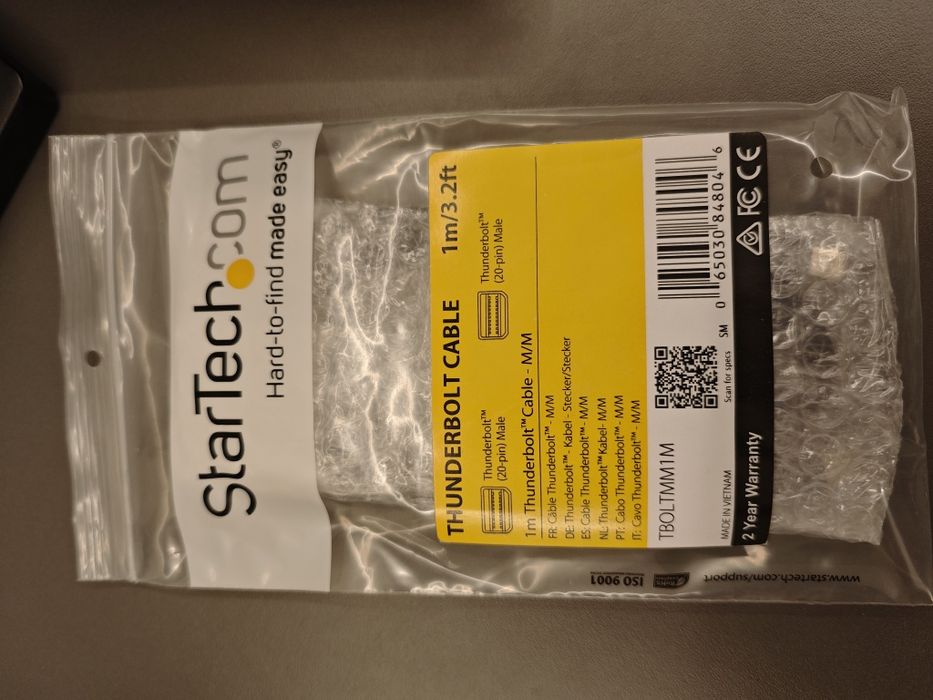 StarTech.com
Hard-to-find made easy®
THUNDERBOLT CABLE 1m/3.2ft
Thunderbolt™ Thunderbolt™
(20-pin) Male (20-pin) Male
1m Thunderbolt™ Cable - M/M
FR: Câble Thunderbolt™ - M/M
DE: Thunderbolt™ - Kabel - Stecker/Stecker
ES: Cable Thunderbolt™ - M/M
NL: Thunderbolt™ Kabel- M/M
PT: Cabo Thunderbolt™ - M/M
IT: Cavo Thunderbolt™ - M/M
TBOLTMM1M
0 65030 84804 6
SM
Scan for specs
MADE IN VIETNAM
2 Year Warranty
FC CE
www.startech.com/support
RoHS
ISO 9001